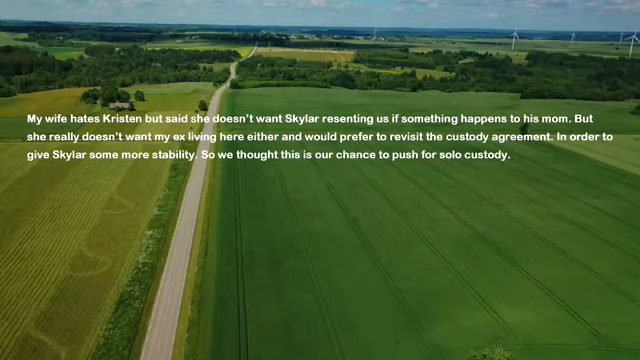 My wife hates Kristen but said she doesn't want Skylar resenting us if something happens to his mom. But
she really doesn't want my ex living here either and would prefer to revisit the custody agreement. In order to
give Skylar some more stability. So we thought this is our chance to push for solo custody.